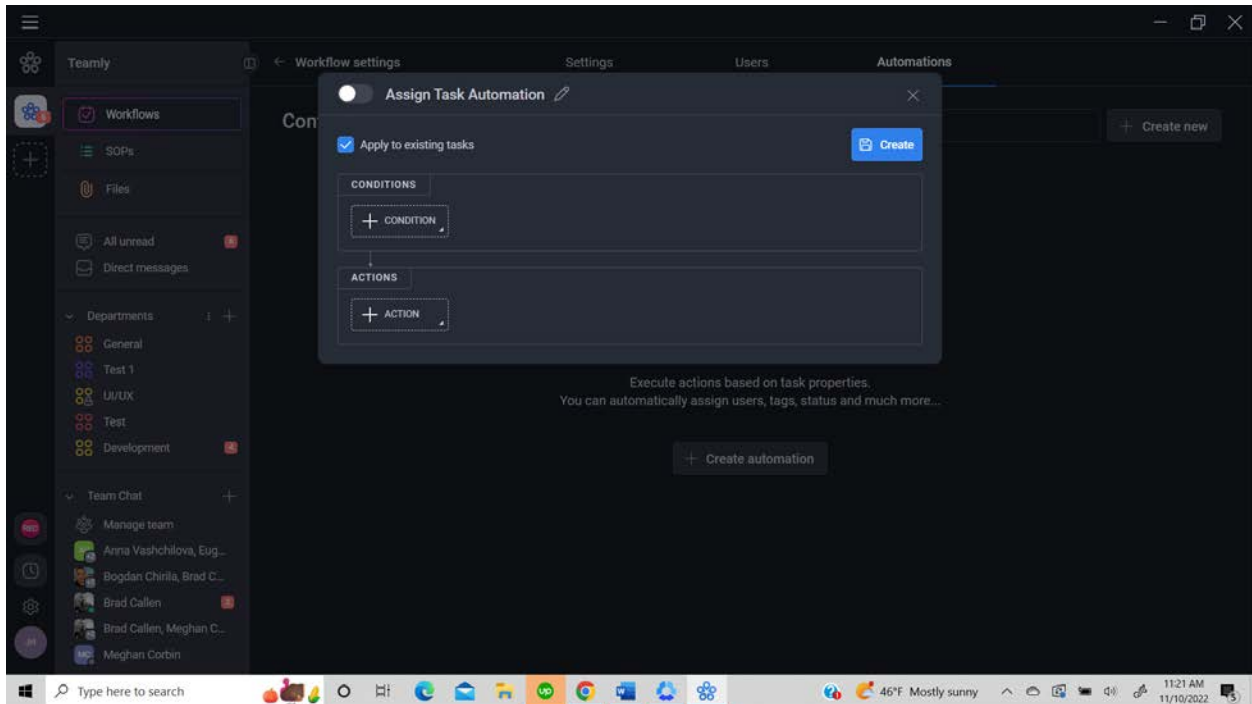 Teamly
Workflow settings
Settings
Users
Automations
Assign Task Automation
Workflows
Con
Create new
Apply to existing tasks
Create
SOPs
CONDITIONS
Files
CONDITION
All unread
Direct messages
ACTIONS
ACTION
Departments
General
Test 1
Execute actions based on task properties.
UI/UX
You can automatically assign users, tags, status and much more...
Test
Development
Create automation
Team Chat
Manage team
Anna Vashchilova, Eug...
Bogdan Chirila, Brad C...
Brad Callen
Brad Callen, Meghan C...
MC
Meghan Corbin
Type here to search
up
46°F Mostly sunny
11:21 AM
11/10/2022
5